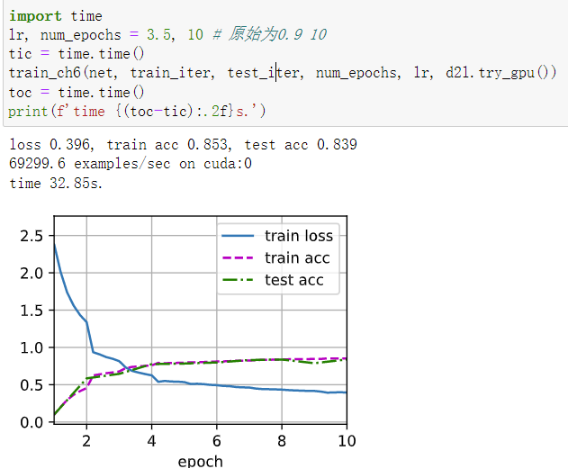 import time
lr, num_epochs = 3.5, 10 # 原始为0.9 10
tic = time.time()
train_ch6(net, train_iter, test_iter, num_epochs, lr, d2l.try_gpu())
toc = time.time()
print(f'time {(toc-tic):.2f}s.')
loss 0.396, train acc 0.853, test acc 0.839
69299.6 examples/sec on cuda:0
time 32.85s.
train loss
train acc
test acc
2.5
2.0
1.5
1.0
0.5
0.0
2 4 6 8 10
epoch